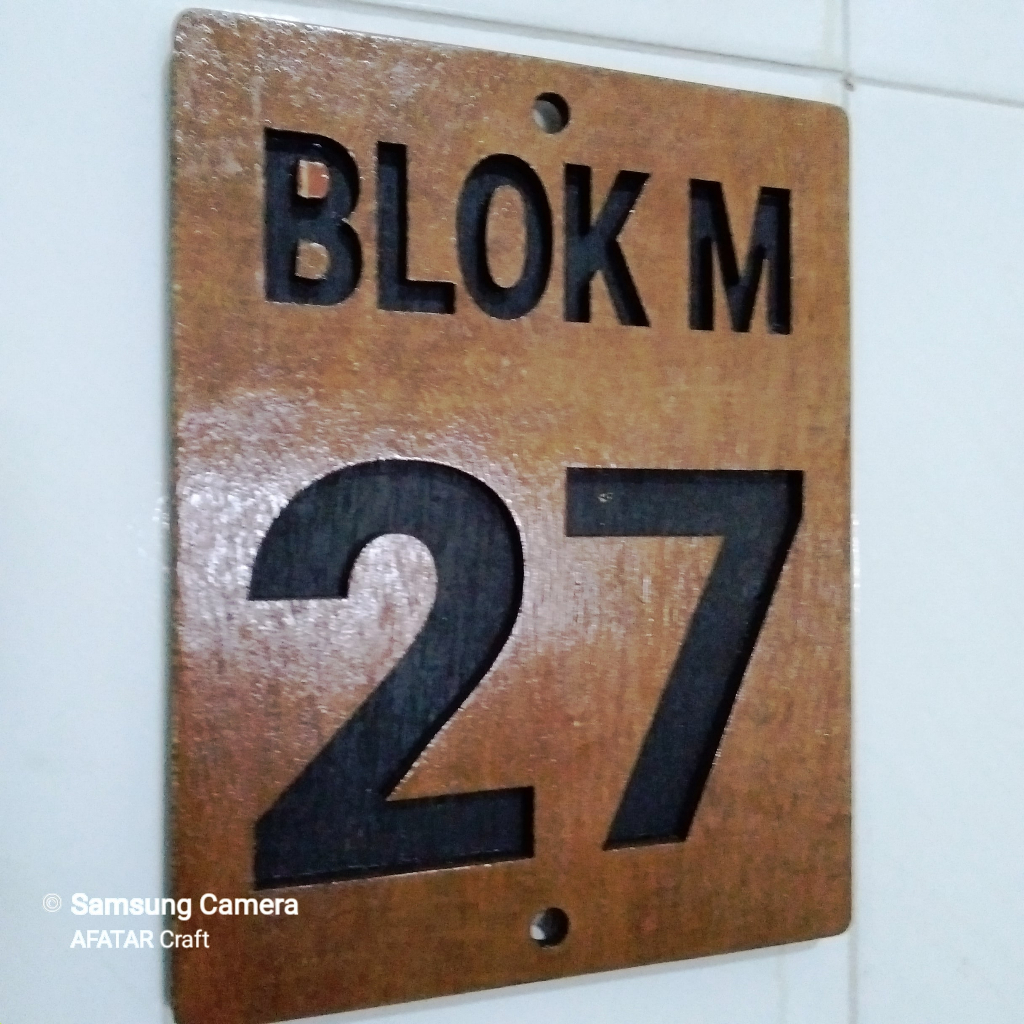 BLOK M
27
© Samsung Camera
AFATAR Craft